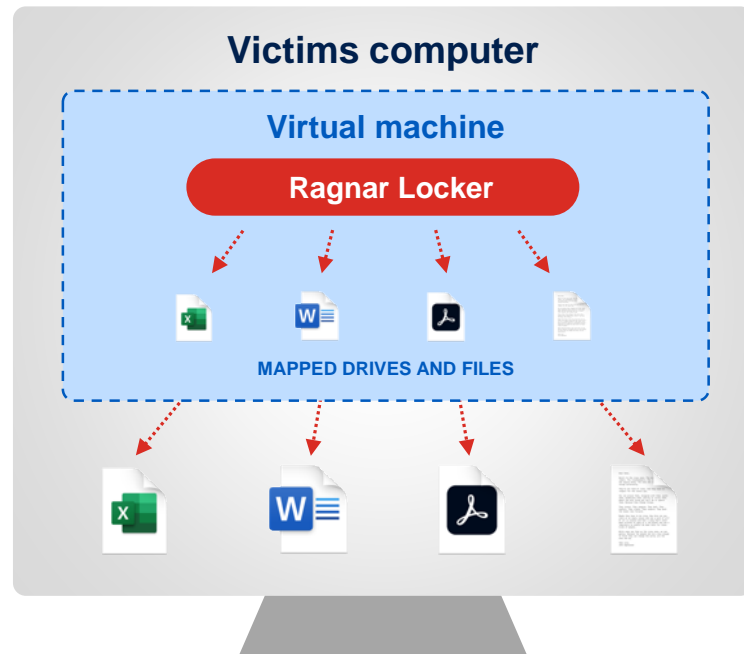 Victims computer
Virtual machine
Ragnar Locker
X
W
MAPPED DRIVES AND FILES
X
W